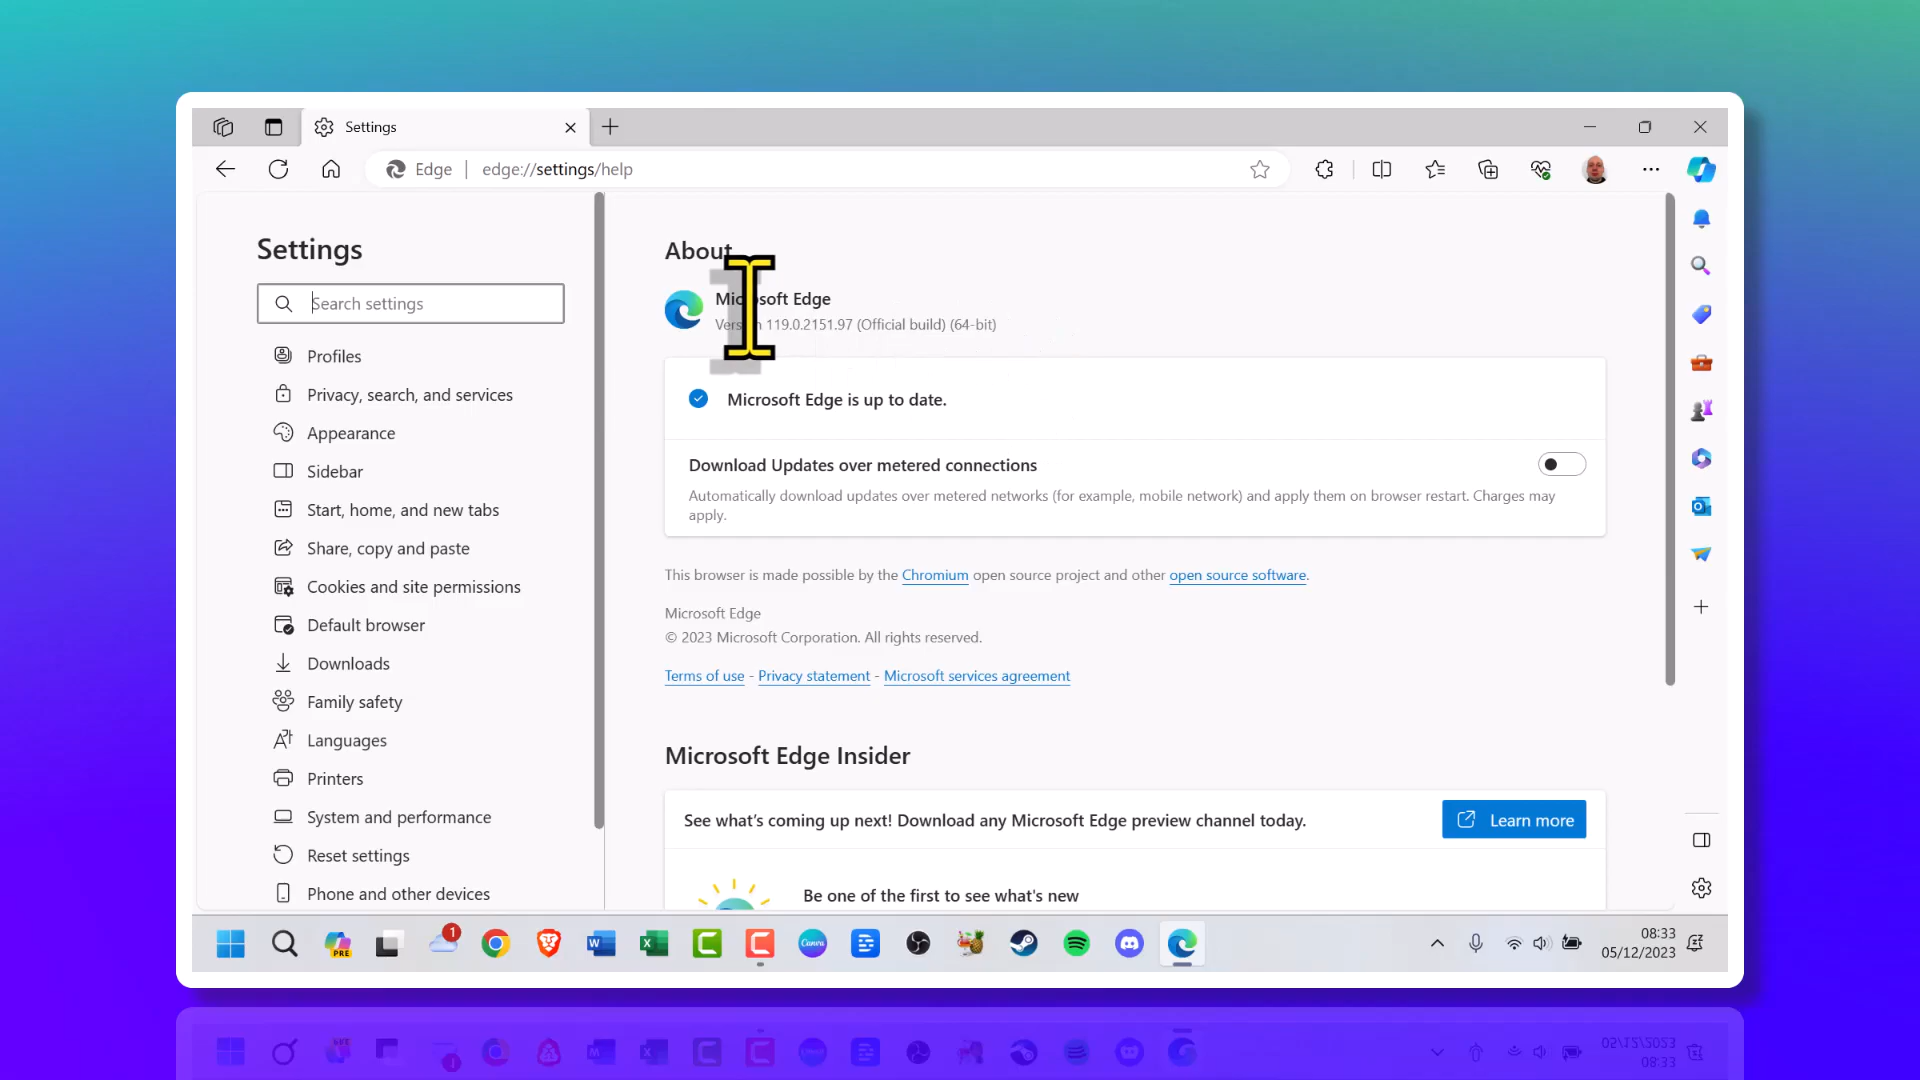 Settings
Edge
edge://settings/help
Settings
Search settings
Profiles
Privacy, search, and services
Appearance
Sidebar
Start, home, and new tabs
Share, copy and paste
Cookies and site permissions
Default browser
Downloads
Family safety
Languages
Printers
System and performance
Reset settings
Phone and other devices
About
Microsoft Edge
Version 119.0.2151.97 (Official build) (64-bit)
Microsoft Edge is up to date.
Download Updates over metered connections
Automatically download updates over metered networks (for example, mobile network) and apply them on browser restart. Charges may
apply.
This browser is made possible by the Chromium open source project and other open source software.
Microsoft Edge
© 2023 Microsoft Corporation. All rights reserved.
Terms of use - Privacy statement - Microsoft services agreement
Microsoft Edge Insider
See what's coming up next! Download any Microsoft Edge preview channel today.
Learn more
Be one of the first to see what's new
PRE
1
W
X
Canva
08:33
05/12/2023